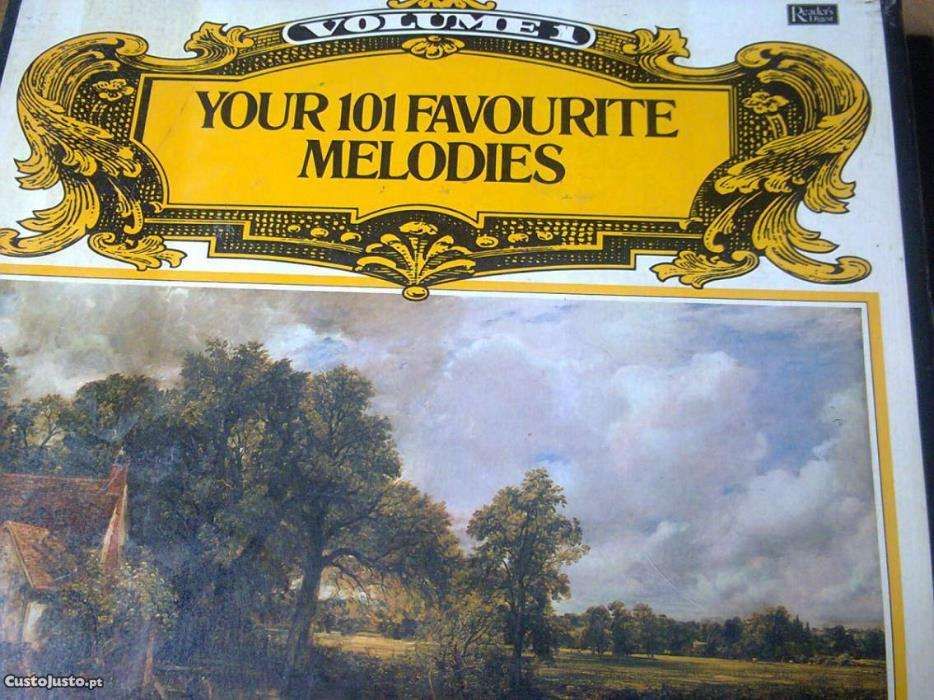 VOLUME 1
Reader's
Digest
YOUR 101 FAVOURITE
MELODIES
CustoJusto.pt